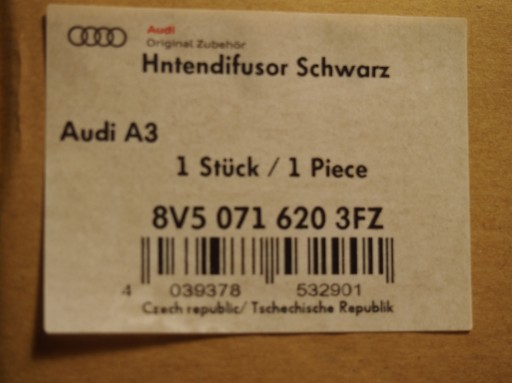 Audi
Original Zubehör
Hntendifusor Schwarz
Audi A3
1 Stück / 1 Piece
8V5 071 620 3FZ
4 039378 532901
Czech republic/ Tschechische Republik